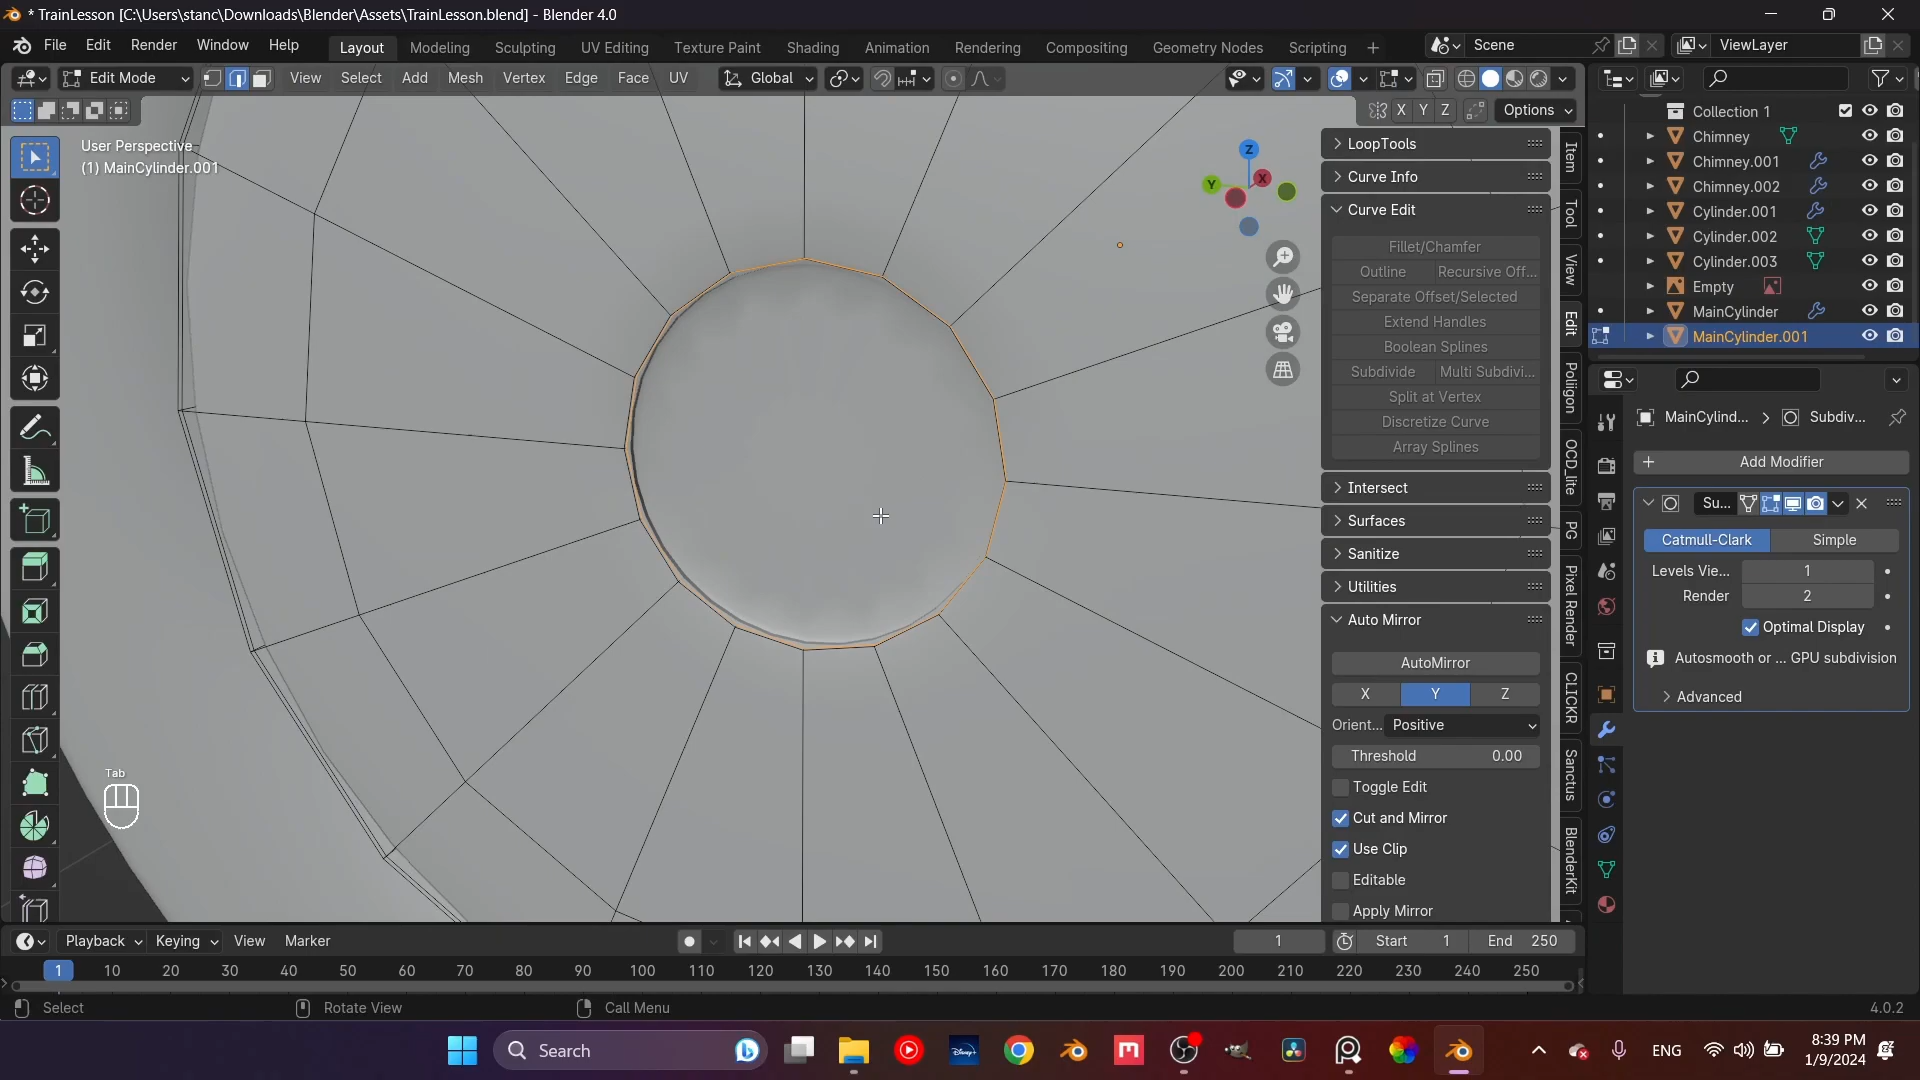 * TrainLesson [C:\Users\stanc\Downloads\Blender\Assets\TrainLesson.blend] - Blender 4.0
File Edit Render Window Help Layout Modeling Sculpting UV Editing Texture Paint Shading Animation Rendering Compositing Geometry Nodes Scripting + Scene ViewLayer
Edit Mode View Select Add Mesh Vertex Edge Face UV Global
X Y Z Options
User Perspective
(1) MainCylinder.001
Z
Y
X
Tab
LoopTools
Curve Info
Curve Edit
Fillet/Chamfer
Outline Recursive Off...
Separate Offset/Selected
Extend Handles
Boolean Splines
Subdivide Multi Subdivi...
Split at Vertex
Discretize Curve
Array Splines
Intersect
Surfaces
Sanitize
Utilities
Auto Mirror
AutoMirror
X Y Z
Orient... Positive
Threshold 0.00
Toggle Edit
Cut and Mirror
Use Clip
Editable
Apply Mirror
Item
Tool
View
Edit
Poliigon
OCD_lite
PG
Pixel Render
CLICKR
Sanctus
BlenderKit
Collection 1
Chimney
Chimney.001
Chimney.002
Cylinder.001
Cylinder.002
Cylinder.003
Empty
MainCylinder
MainCylinder.001
MainCylind... Subdiv...
Add Modifier
Su...
Catmull-Clark Simple
Levels Vie... 1
Render 2
Optimal Display
Autosmooth or ... GPU subdivision
Advanced
Playback Keying View Marker 1 Start 1 End 250
1 10 20 30 40 50 60 70 80 90 100 110 120 130 140 150 160 170 180 190 200 210 220 230 240 250
Select Rotate View Call Menu 4.0.2
Search ENG 8:39 PM
1/9/2024